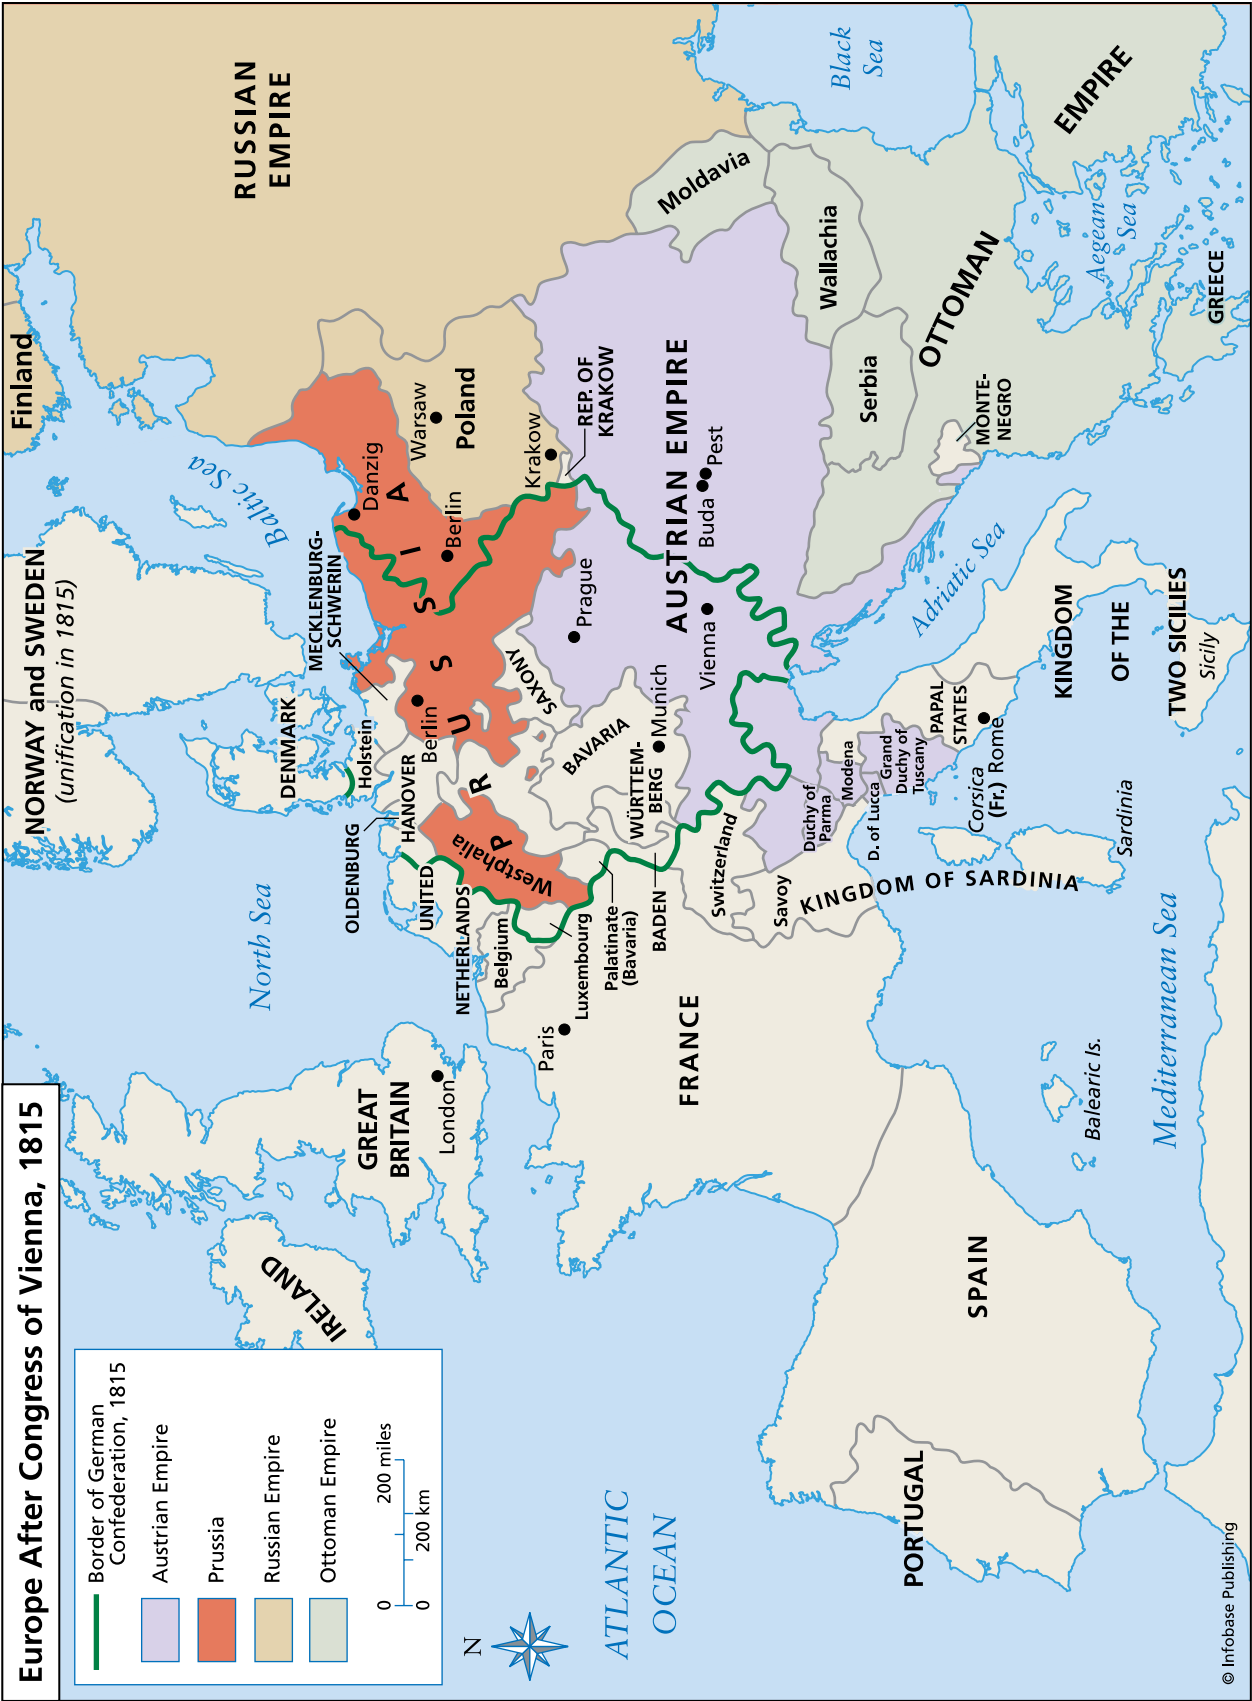 Europe After Congress of Vienna, 1815
Border of German
Confederation, 1815
Austrian Empire
Prussia
Russian Empire
Ottoman Empire
0
200 miles
0
200 km
N
NORWAY and SWEDEN
(unification in 1815)
Finland
RUSSIAN
EMPIRE
North Sea
Baltic Sea
DENMARK
Holstein
MECKLENBURG-
SCHWERIN
OLDENBURG
HANOVER
IRELAND
GREAT
BRITAIN
London
UNITED
NETHERLANDS
Belgium
Luxembourg
Westphalia
PRUSSIA
Berlin
Berlin
Danzig
Warsaw
Poland
Krakow
REP. OF
KRAKOW
SAXONY
Prague
Paris
Palatinate
(Bavaria)
BADEN
WÜRTTEM-
BERG
BAVARIA
Munich
FRANCE
Switzerland
Savoy
Vienna
AUSTRIAN EMPIRE
Buda
Pest
Moldavia
Wallachia
Serbia
Black
Sea
ATLANTIC
OCEAN
KINGDOM OF SARDINIA
Duchy of
Parma
Modena
D. of Lucca
Grand
Duchy of
Tuscany
PAPAL
STATES
Rome
Corsica
(Fr.)
Sardinia
Adriatic Sea
MONTE-
NEGRO
OTTOMAN
EMPIRE
Aegean
Sea
GREECE
KINGDOM
OF THE
TWO SICILIES
Sicily
PORTUGAL
SPAIN
Balearic Is.
Mediterranean Sea
© Infobase Publishing